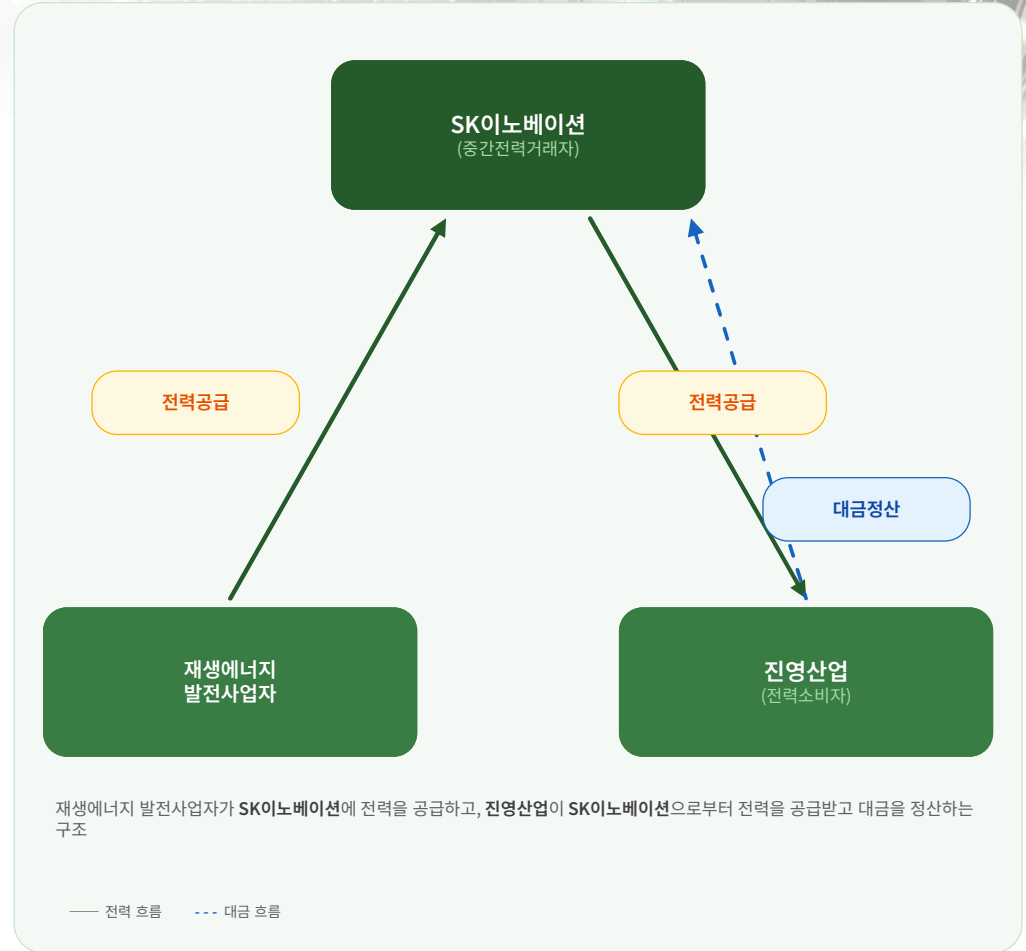 SK이노베이션
(중간전력거래자)
전력공급
전력공급
대금정산
재생에너지
발전사업자
진영산업
(전력소비자)
재생에너지 발전사업자가 SK이노베이션에 전력을 공급하고, 진영산업이 SK이노베이션으로부터 전력을 공급받고 대금을 정산하는
구조
전력 흐름
대금 흐름